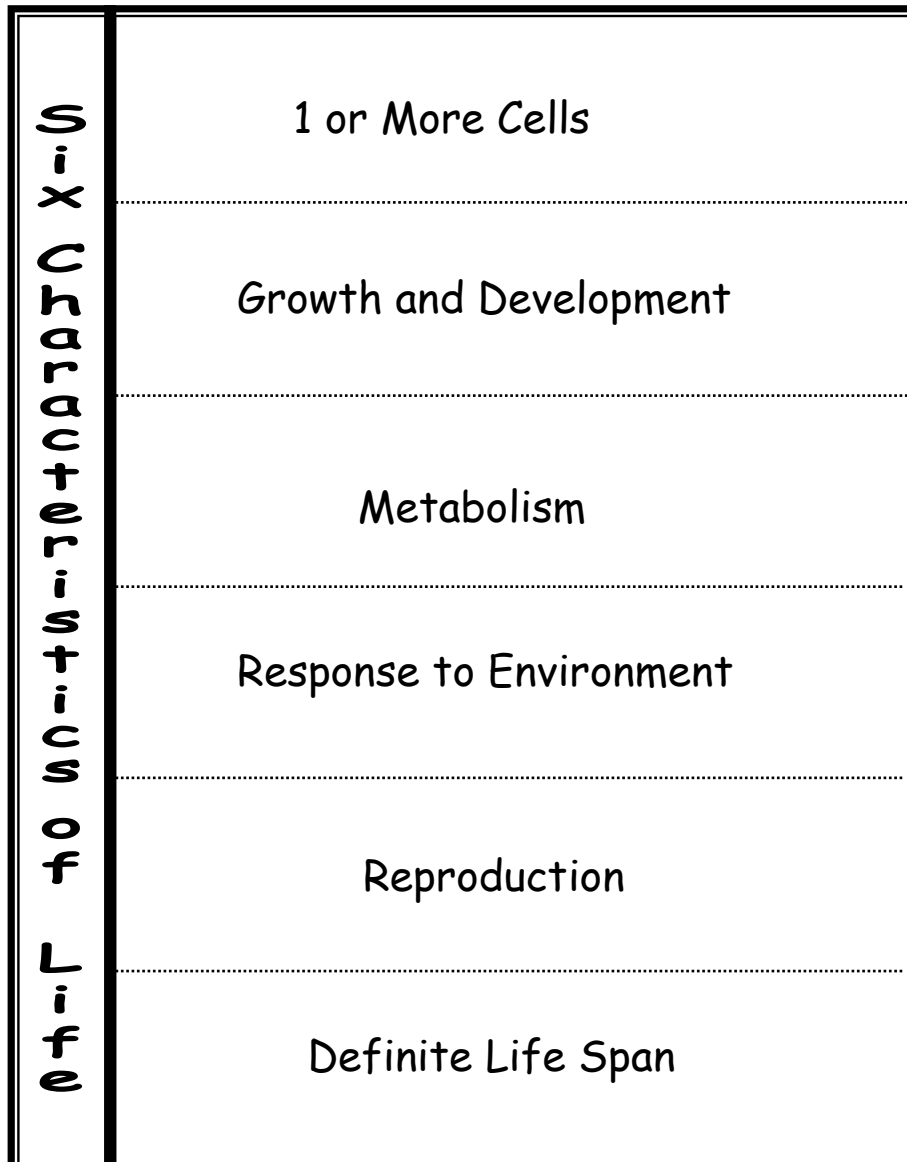 Six Characteristics of Life
1 or More Cells
Growth and Development
Metabolism
Response to Environment
Reproduction
Definite Life Span